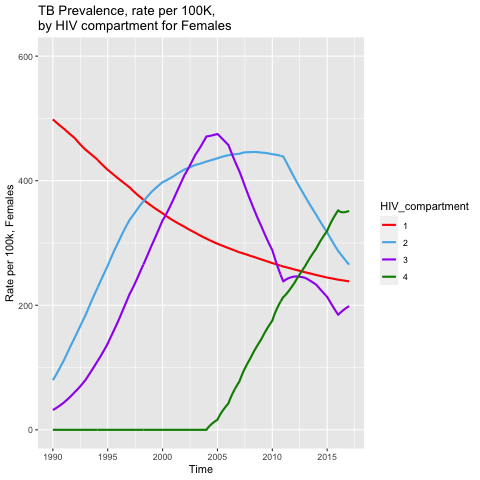 TB Prevalence, rate per 100K,
by HIV compartment for Females
Rate per 100k, Females
600
400
200
0
1990
1995
2000
2005
2010
2015
Time
HIV_compartment
1
2
3
4